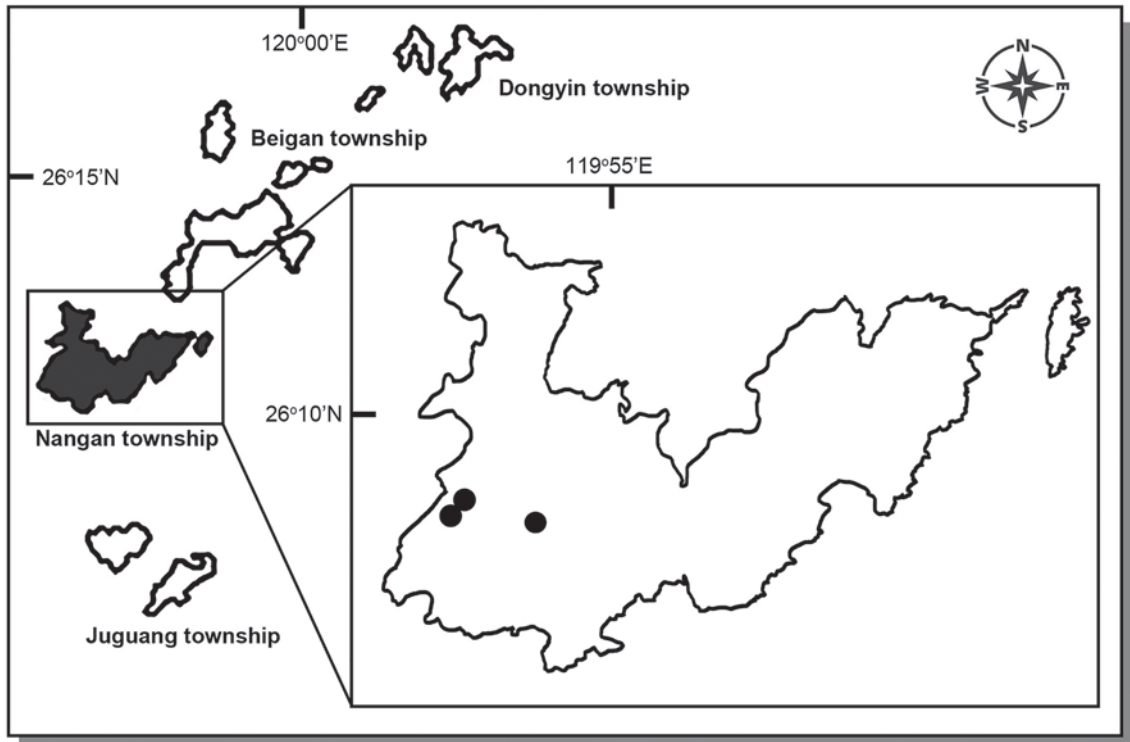 120°00'E
Dongyin township
Beigan township
26°15'N
119°55'E
26°10'N
Nangan township
Juguang township
N
W
E
S